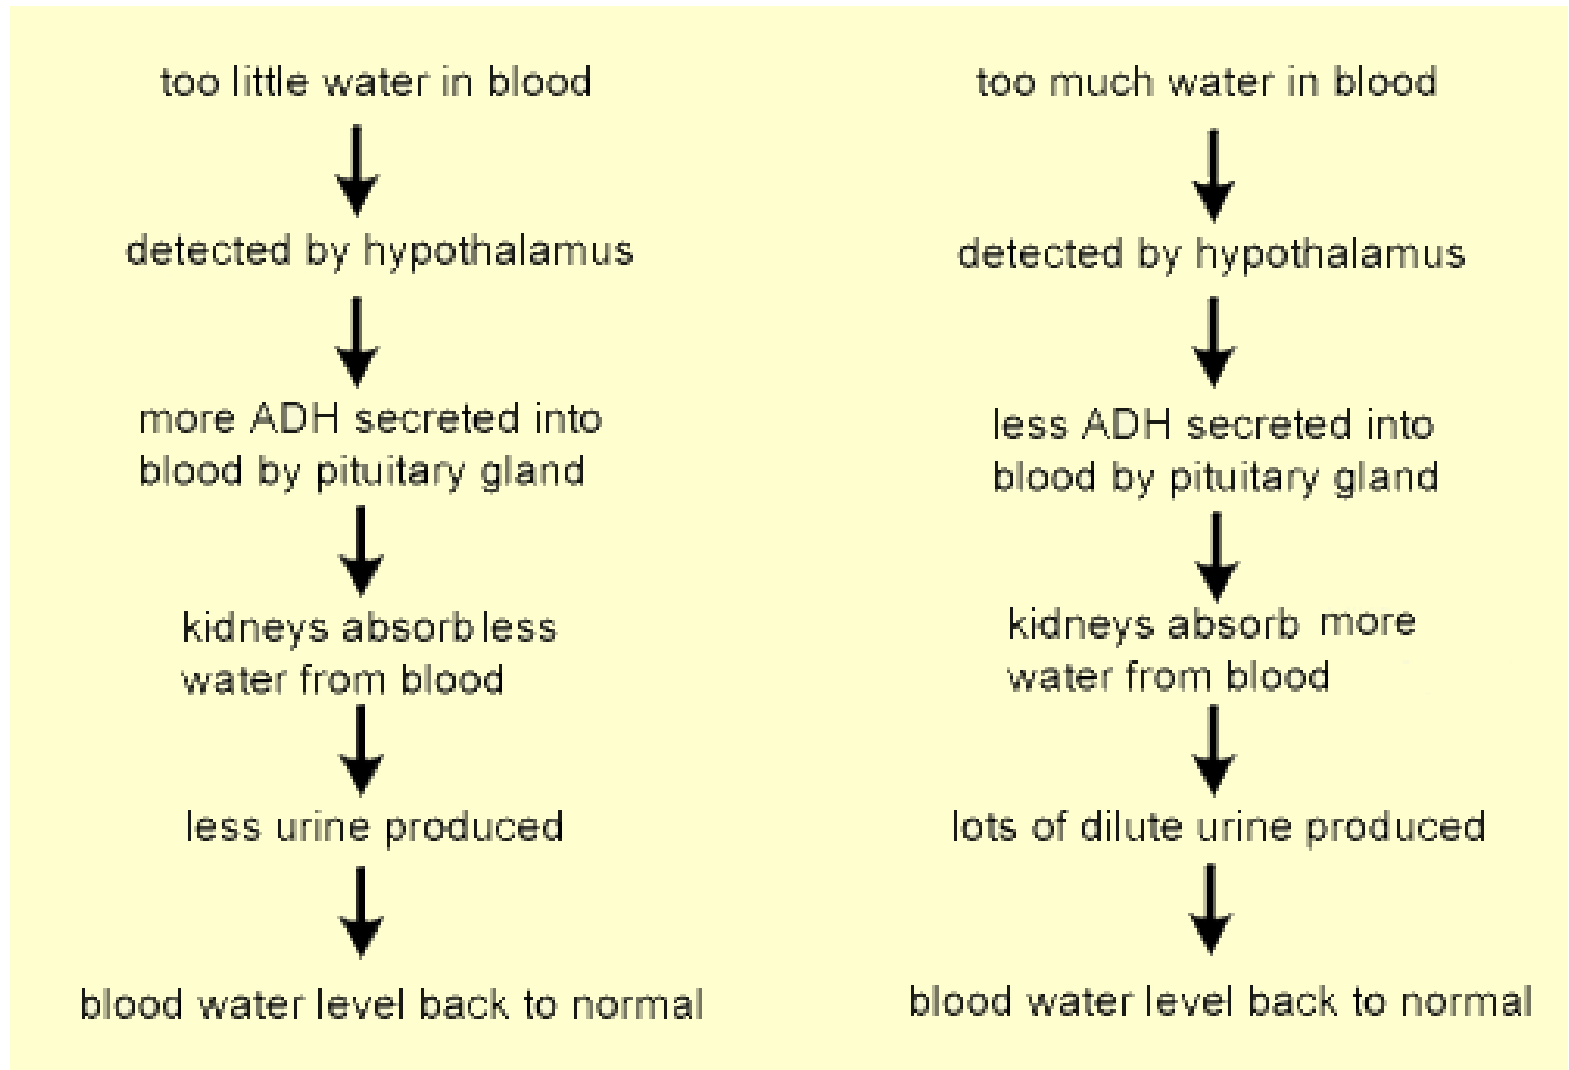 too little water in blood
detected by hypothalamus
more ADH secreted into
blood by pituitary gland
kidneys absorb less
water from blood
less urine produced
blood water level back to normal
too much water in blood
detected by hypothalamus
less ADH secreted into
blood by pituitary gland
kidneys absorb more
water from blood
lots of dilute urine produced
blood water level back to normal